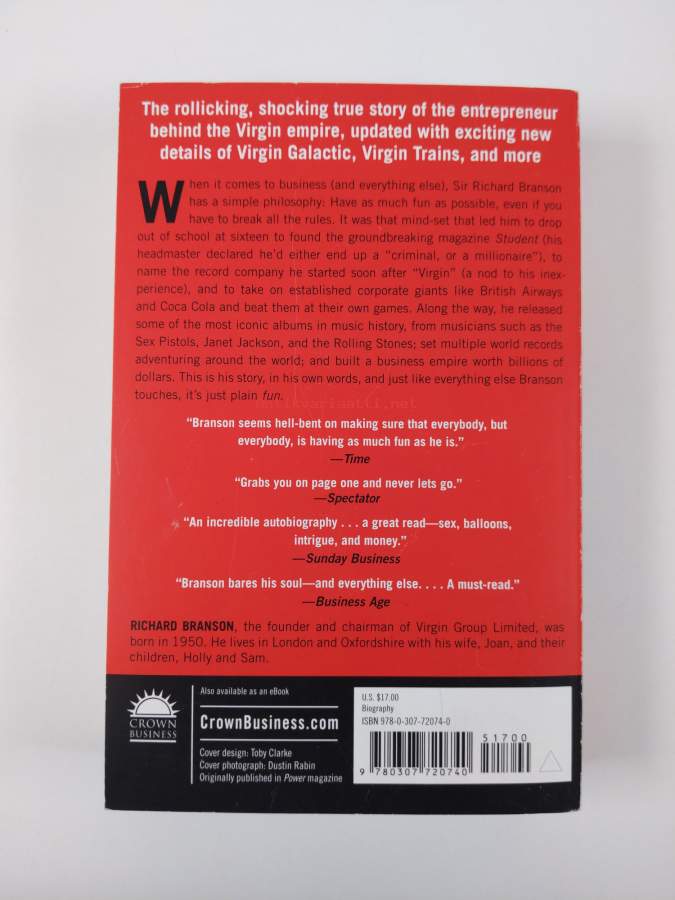 The rollicking, shocking true story of the entrepreneur
behind the Virgin empire, updated with exciting new
details of Virgin Galactic, Virgin Trains, and more
When it comes to business (and everything else), Sir Richard Branson
has a simple philosophy: Have as much fun as possible, even if you
have to break all the rules. It was that mind-set that led him to drop
out of school at sixteen to found the groundbreaking magazine Student (his
headmaster declared he'd either end up a “criminal, or a millionaire”), to
name the record company he started soon after “Virgin” (a nod to his inex-
perience), and to take on established corporate giants like British Airways
and Coca Cola and beat them at their own games. Along the way, he released
some of the most iconic albums in music history, from musicians such as the
Sex Pistols, Janet Jackson, and the Rolling Stones; set multiple world records
adventuring around the world; and built a business empire worth billions of
dollars. This is his story, in his own words, and just like everything else Branson
touches, it's just plain fun.
“Branson seems hell-bent on making sure that everybody, but
everybody, is having as much fun as he is.”
—Time
“Grabs you on page one and never lets go.”
—Spectator
“An incredible autobiography . . . a great read—sex, balloons,
intrigue, and money.”
—Sunday Business
“Branson bares his soul—and everything else. . . . A must-read.”
—Business Age
RICHARD BRANSON, the founder and chairman of Virgin Group Limited, was
born in 1950. He lives in London and Oxfordshire with his wife, Joan, and their
children, Holly and Sam.
CROWN
BUSINESS
Also available as an eBook
CrownBusiness.com
Cover design: Toby Clarke
Cover photograph: Dustin Rabin
Originally published in Power magazine
U.S. $17.00
Biography
ISBN 978-0-307-72074-0
51700
9 780307 720740